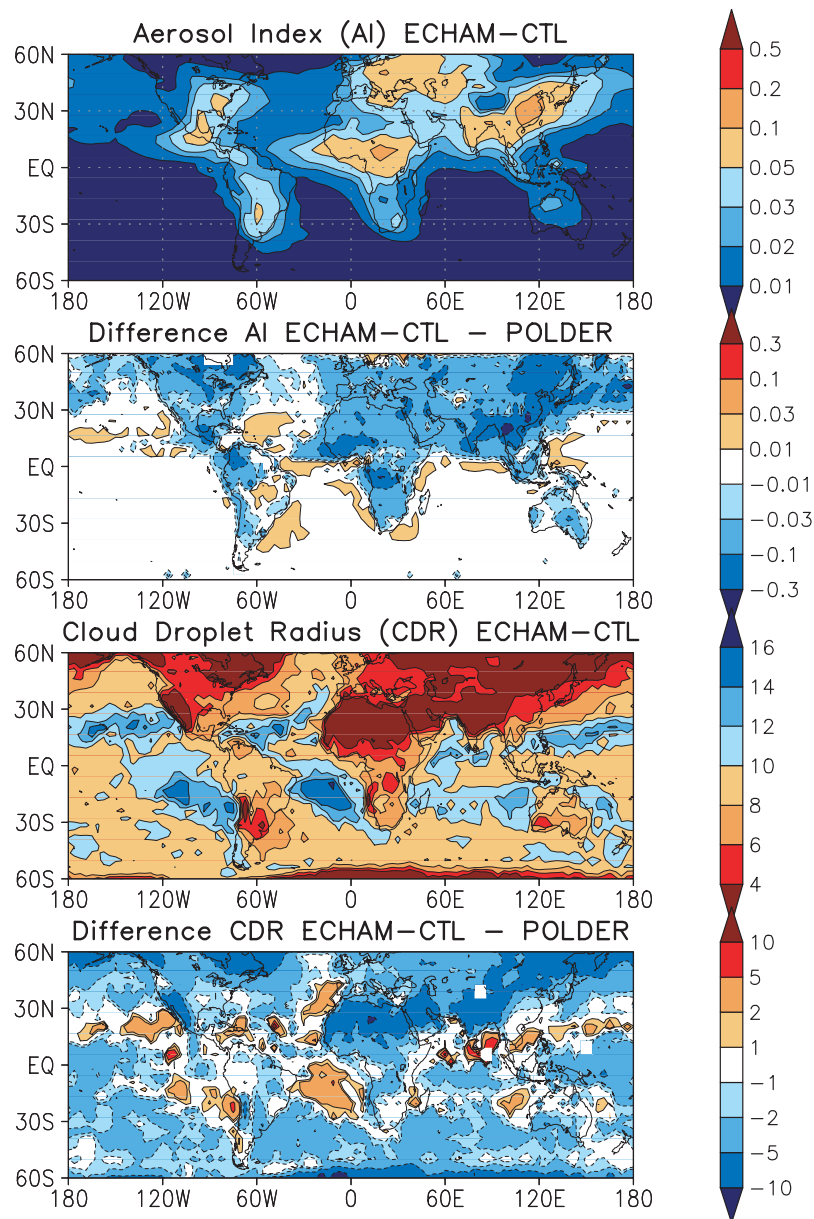 Aerosol Index (AI) ECHAM−CTL
60N
30N
EQ
30S
60S
180 120W 60W 0 60E 120E 180
0.5
0.2
0.1
0.05
0.03
0.02
0.01
Difference AI ECHAM−CTL − POLDER
60N
30N
EQ
30S
60S
180 120W 60W 0 60E 120E 180
0.3
0.1
0.03
0.01
−0.01
−0.03
−0.1
−0.3
Cloud Droplet Radius (CDR) ECHAM−CTL
60N
30N
EQ
30S
60S
180 120W 60W 0 60E 120E 180
16
14
12
10
8
6
4
Difference CDR ECHAM−CTL − POLDER
60N
30N
EQ
30S
60S
180 120W 60W 0 60E 120E 180
10
5
2
1
−1
−2
−5
−10